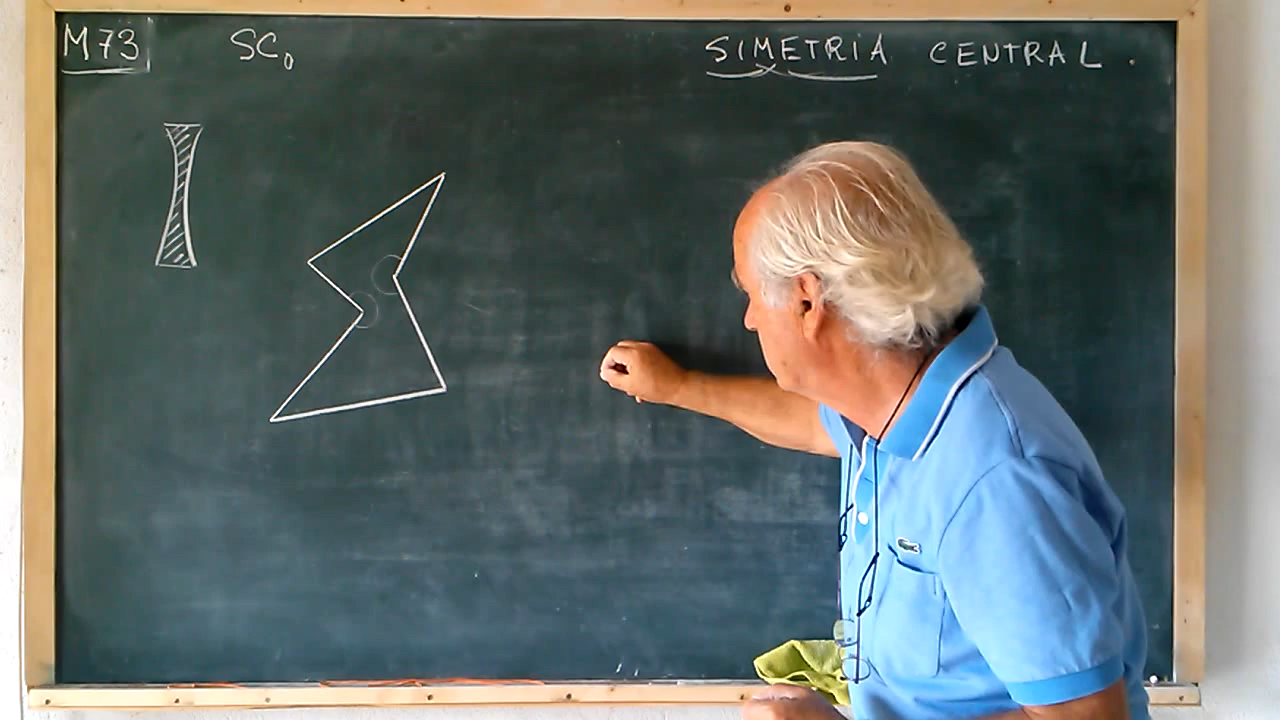 M73
SC₀
SIMETRIA CENTRAL .